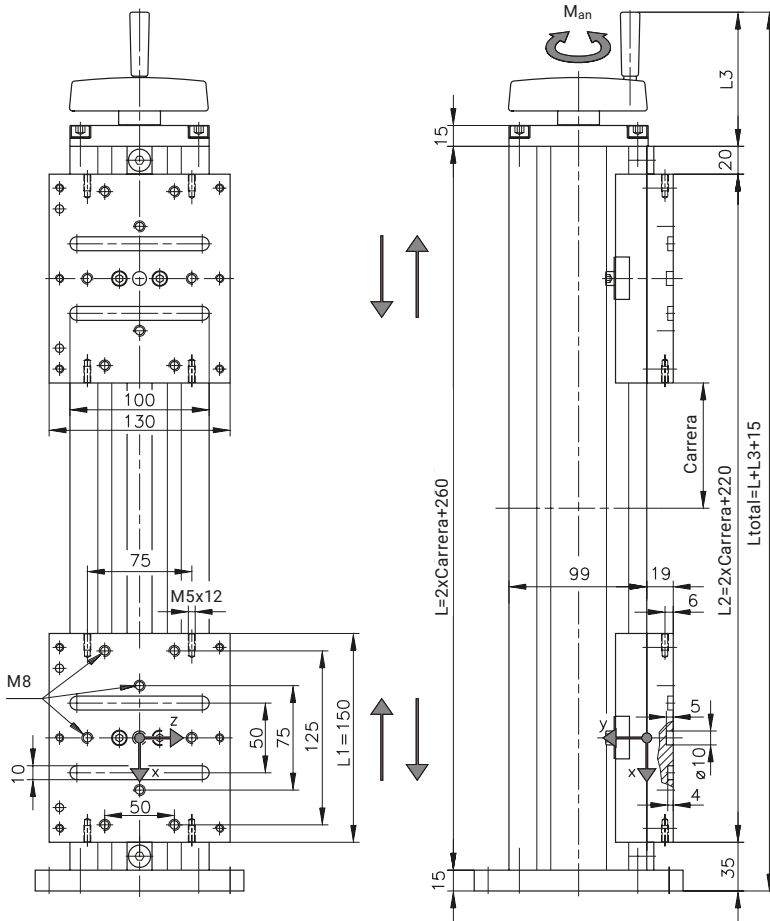 M an
L3
15
20
100
130
Carrera
75
M5x12
99
19
6
L=2xCarrera+260
L2=2xCarrera+220
Ltotal=L+L3+15
M8
z
x
10
50
50
75
125
L1=150
y
x
5
ø10
4
15
35